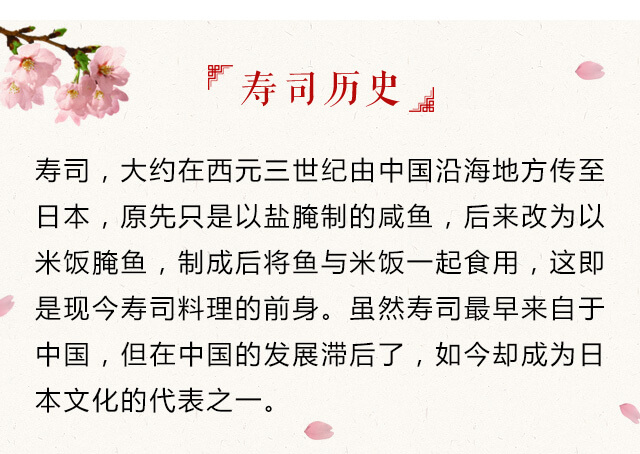 寿司历史
寿司，大约在西元三世纪由中国沿海地方传至
日本，原先只是以盐腌制的咸鱼，后来改为以
米饭腌鱼，制成后将鱼与米饭一起食用，这即
是现今寿司料理的前身。虽然寿司最早来自于
中国，但在中国的发展滞后了，如今却成为日
本文化的代表之一。